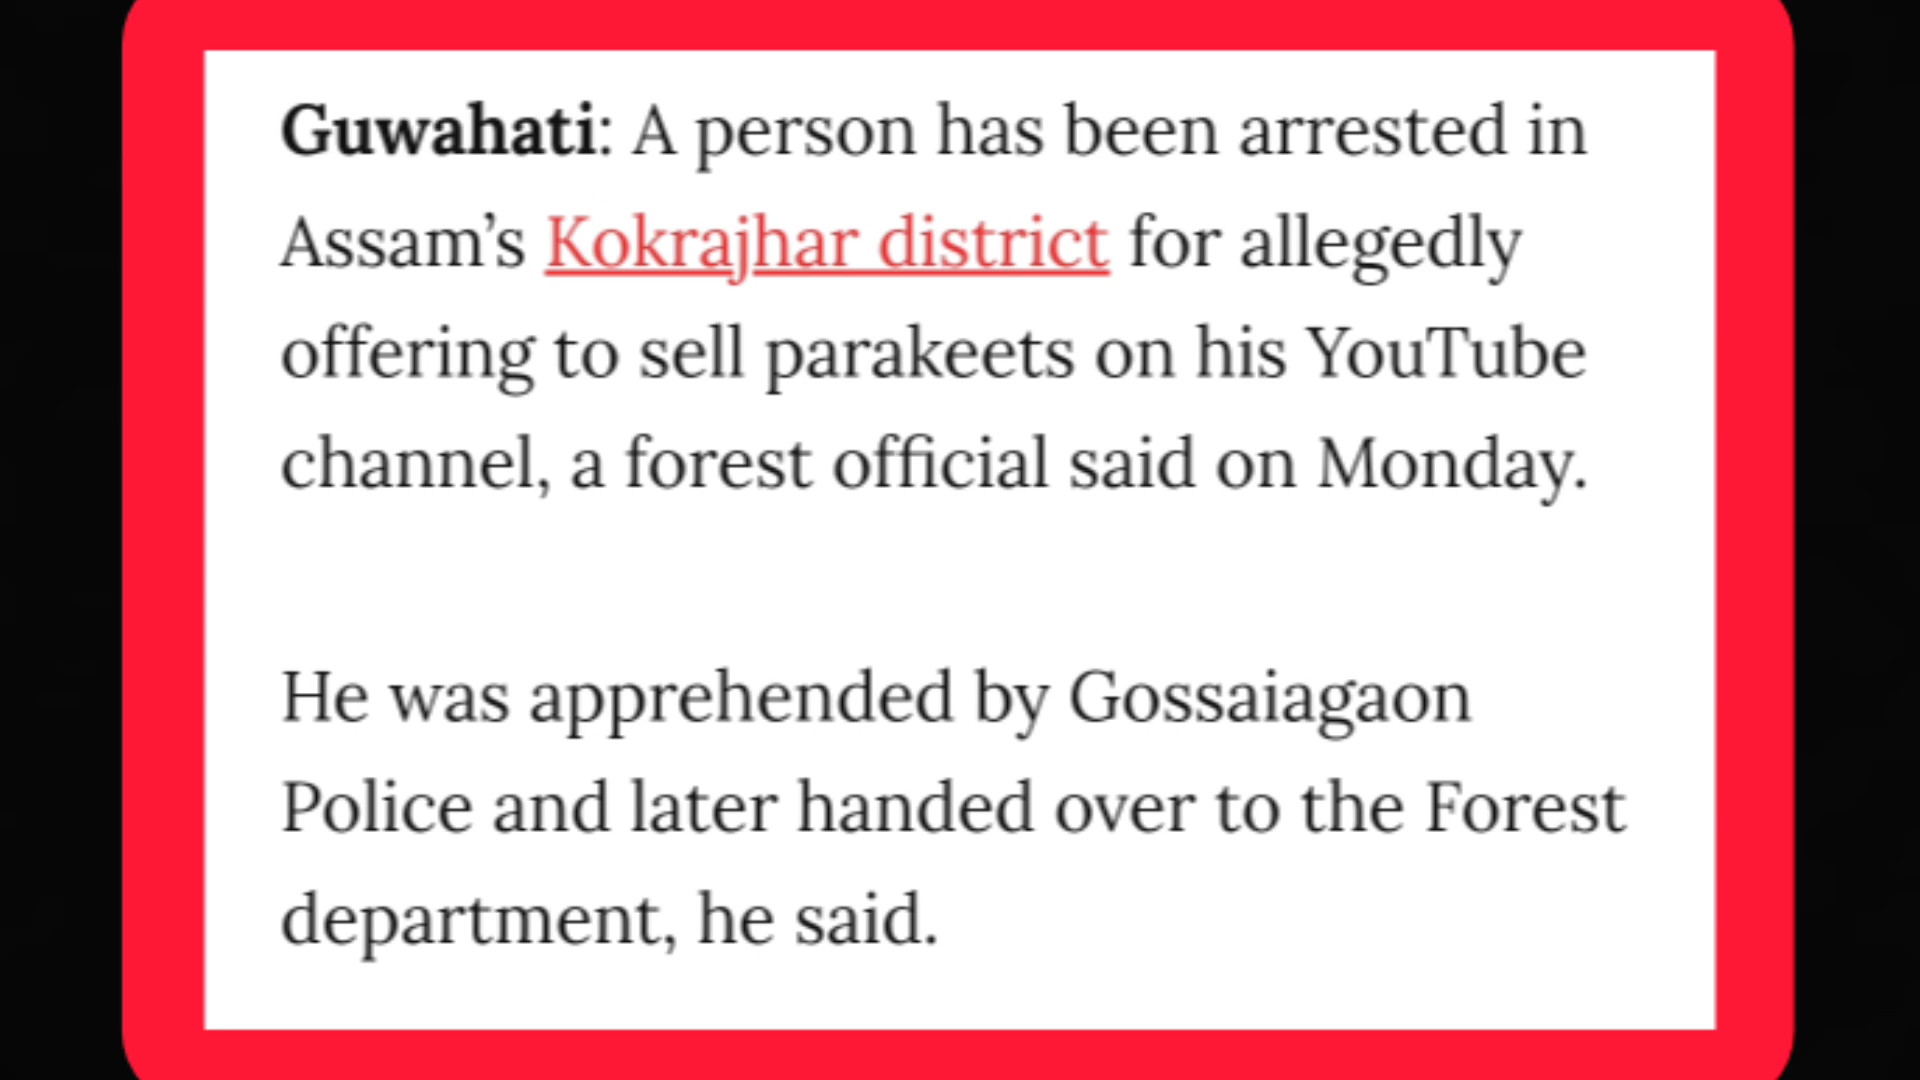 Guwahati: A person has been arrested in
Assam’s Kokrajhar district for allegedly
offering to sell parakeets on his YouTube
channel, a forest official said on Monday.
He was apprehended by Gossaiagaon
Police and later handed over to the Forest
department, he said.